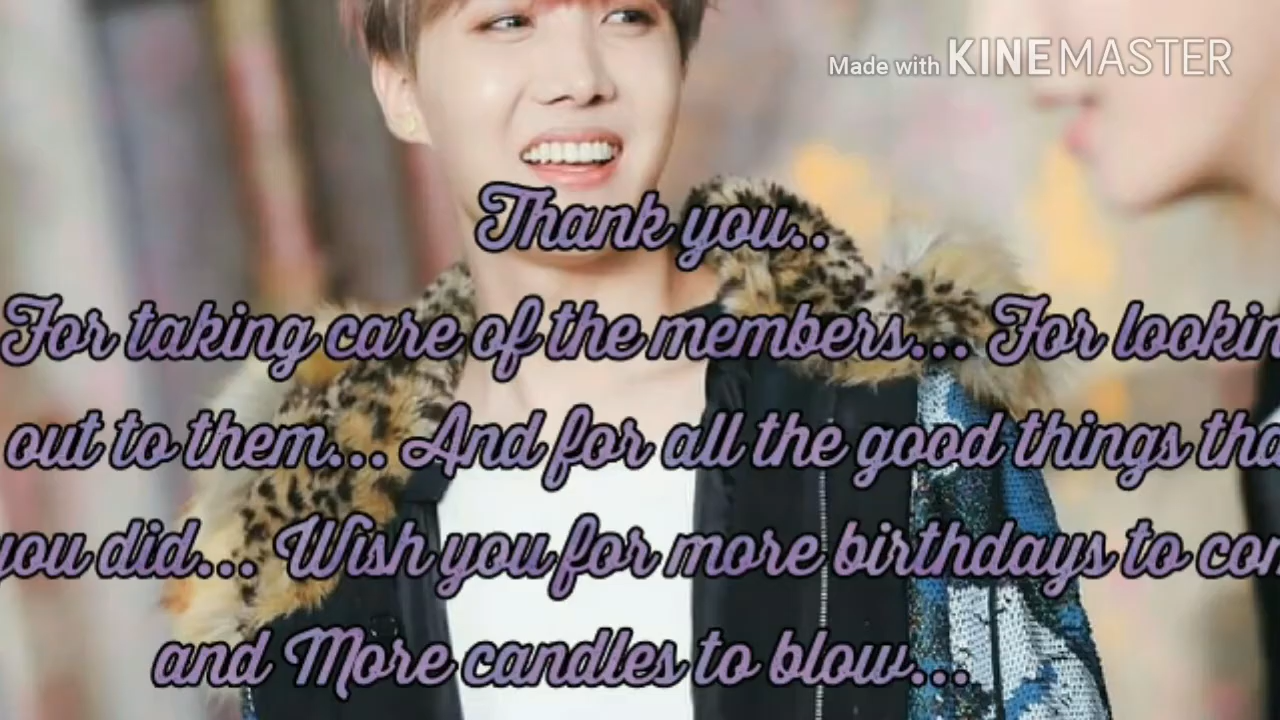 Made with KINEMASTER
Thank you..
For taking care of the members... For lookin
out to them... And for all the good things tha
you did... Wish you for more birthdays to com
and More candles to blow...